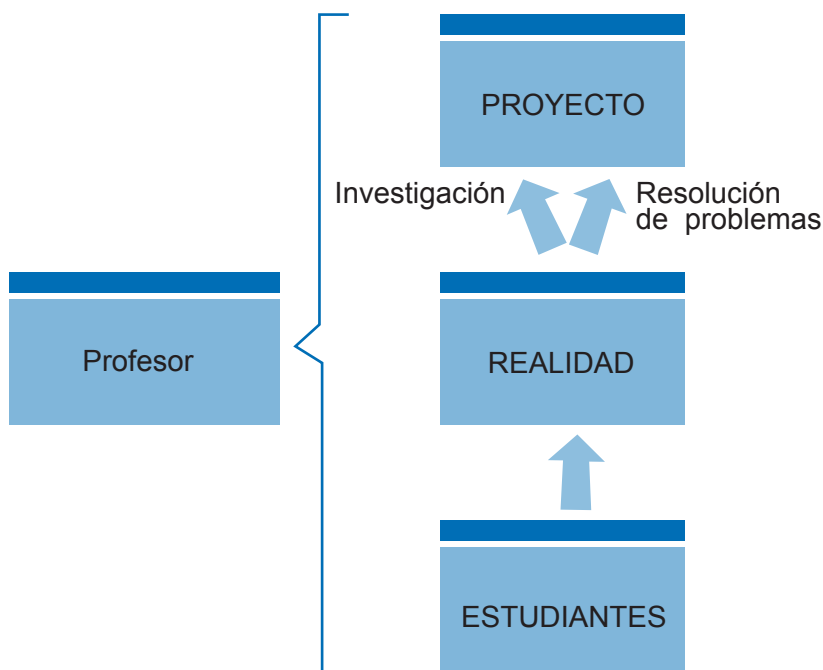 PROYECTO
Investigación
Resolución
de problemas
Profesor
REALIDAD
ESTUDIANTES